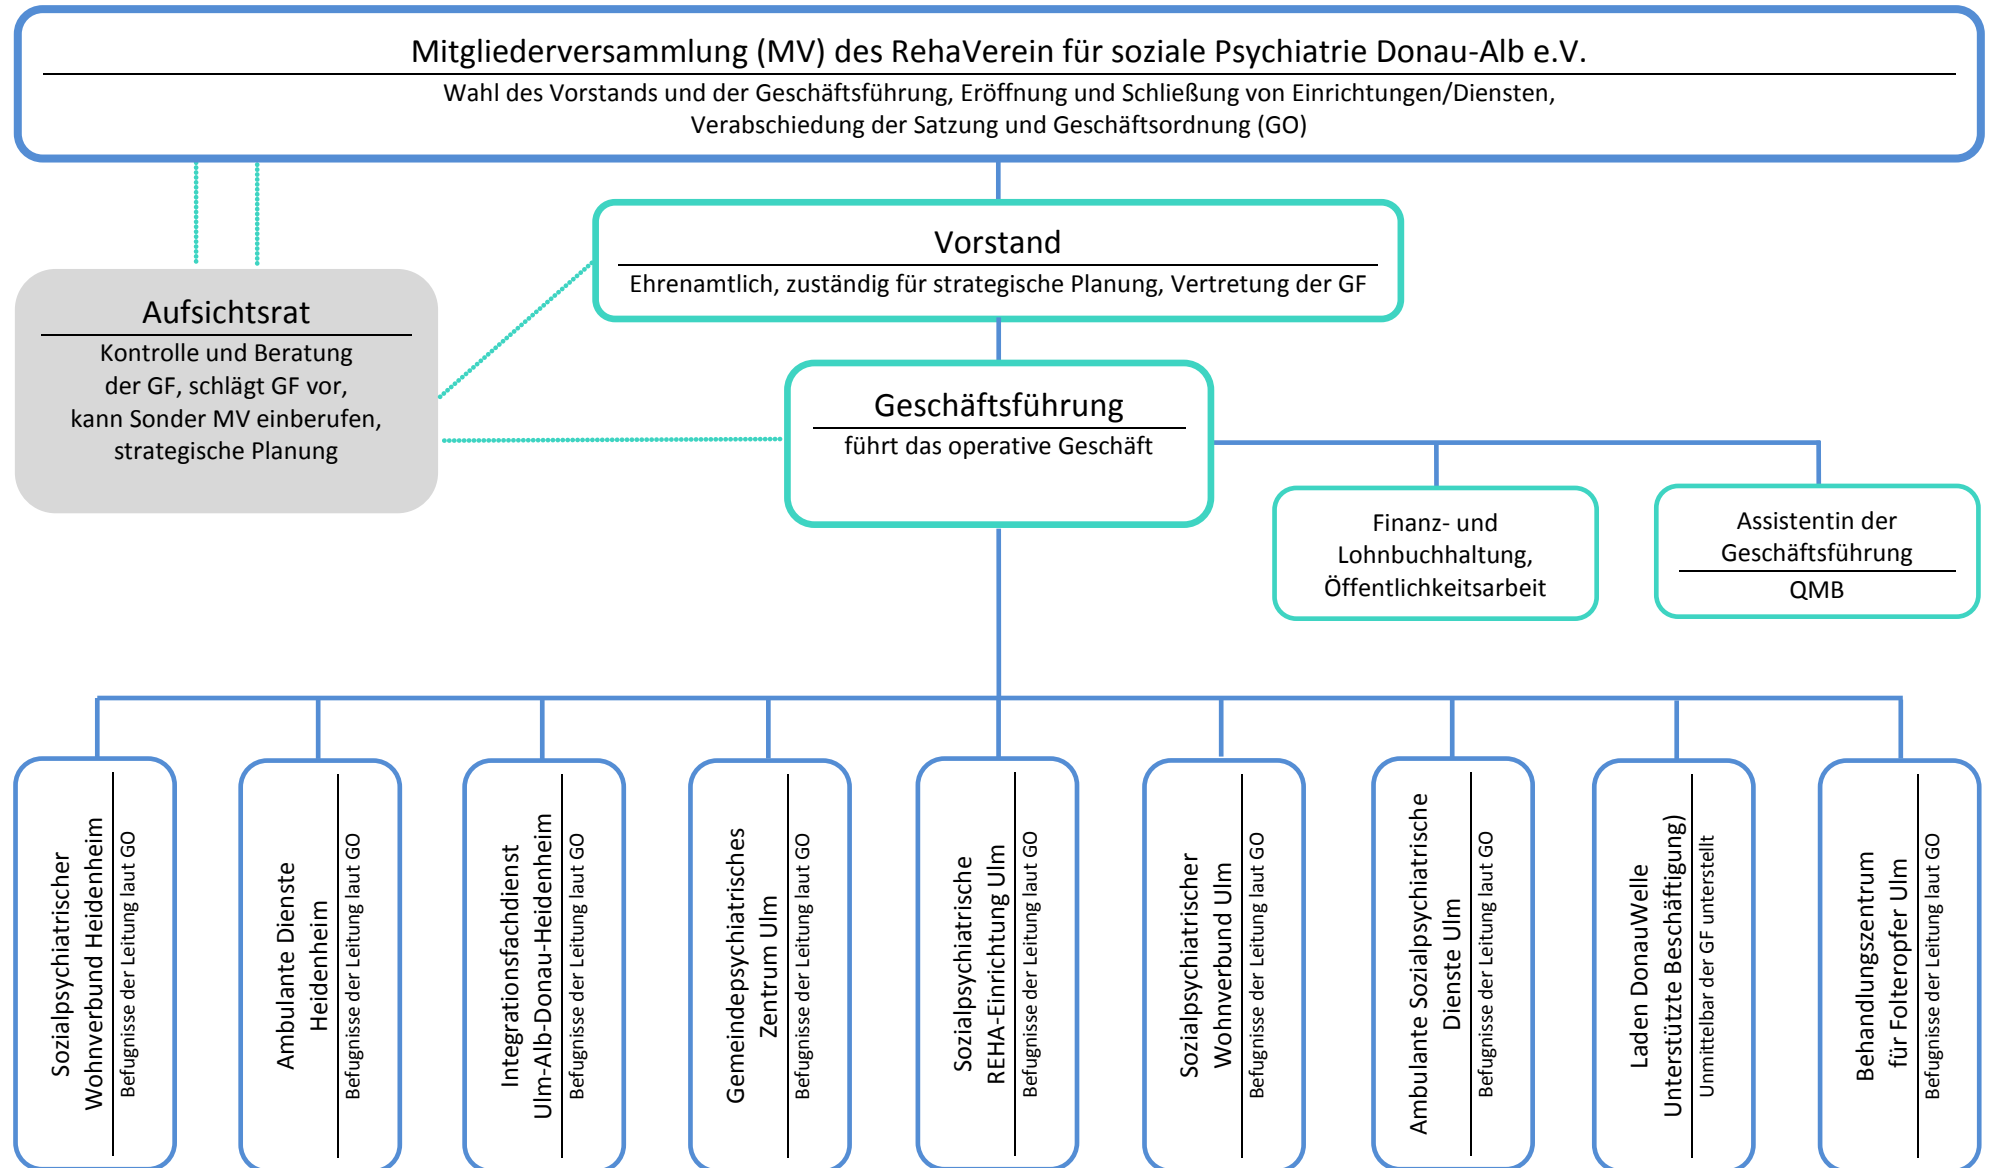 Mitgliederversammlung (MV) des RehaVerein für soziale Psychiatrie Donau-Alb e.V.
Wahl des Vorstands und der Geschäftsführung, Eröffnung und Schließung von Einrichtungen/Diensten,
Verabschiedung der Satzung und Geschäftsordnung (GO)
Vorstand
Ehrenamtlich, zuständig für strategische Planung, Vertretung der GF
Aufsichtsrat
Kontrolle und Beratung
der GF, schlägt GF vor,
kann Sonder MV einberufen,
strategische Planung
Geschäftsführung
führt das operative Geschäft
Finanz- und
Lohnbuchhaltung,
Öffentlichkeitsarbeit
Assistentin der
Geschäftsführung
QMB
Sozialpsychiatrischer
Wohnverbund Heidenheim
Befugnisse der Leitung laut GO
Ambulante Dienste
Heidenheim
Befugnisse der Leitung laut GO
Integrationsfachdienst
Ulm-Alb-Donau-Heidenheim
Befugnisse der Leitung laut GO
Gemeindepsychiatrisches
Zentrum Ulm
Befugnisse der Leitung laut GO
Sozialpsychiatrische
REHA-Einrichtung Ulm
Befugnisse der Leitung laut GO
Sozialpsychiatrischer
Wohnverbund Ulm
Befugnisse der Leitung laut GO
Ambulante Sozialpsychiatrische
Dienste Ulm
Befugnisse der Leitung laut GO
Laden DonauWelle
Unterstützte Beschäftigung)
Unmittelbar der GF unterstellt
Behandlungszentrum
für Folteropfer Ulm
Befugnisse der Leitung laut GO